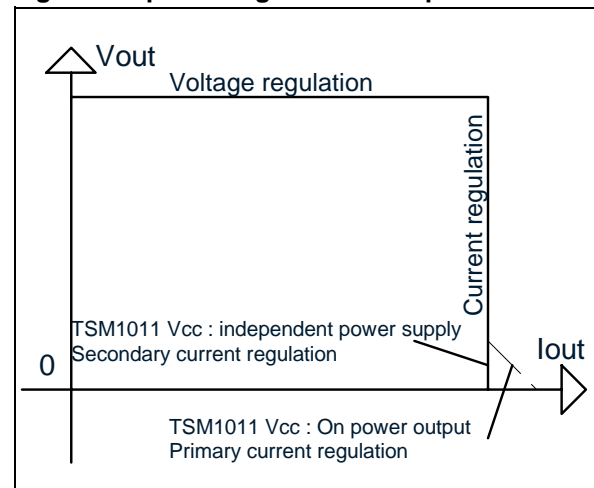 Vout
Voltage regulation
Current regulation
TSM1011 Vcc : independent power supply
Secondary current regulation
0
Iout
TSM1011 Vcc : On power output
Primary current regulation